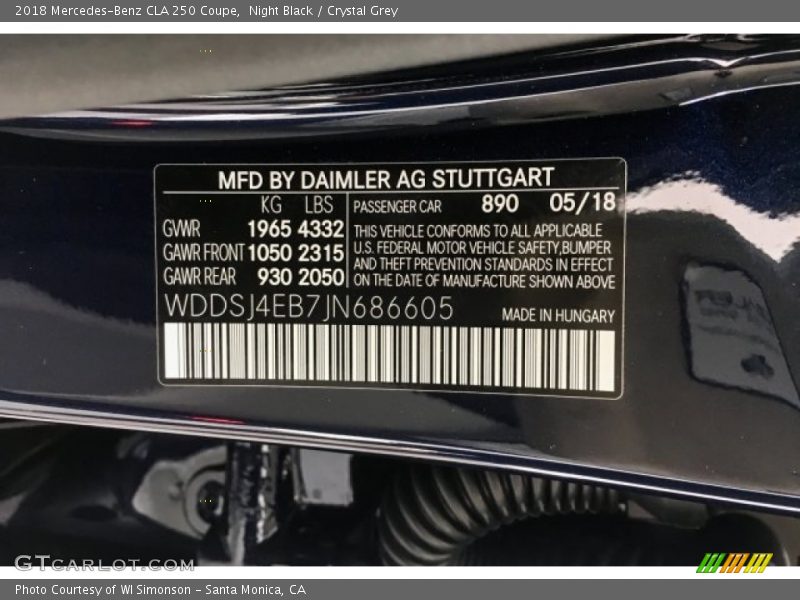 2018 Mercedes-Benz CLA 250 Coupe,  Night Black / Crystal Grey
MFD BY DAIMLER AG STUTTGART
KG LBS PASSENGER CAR 890 05/18
GWR 1965 4332 THIS VEHICLE CONFORMS TO ALL APPLICABLE
GAWR FRONT 1050 2315 U.S. FEDERAL MOTOR VEHICLE SAFETY,BUMPER
AND THEFT PREVENTION STANDARDS IN EFFECT
GAWR REAR 930 2050 ON THE DATE OF MANUFACTURE SHOWN ABOVE
WDDSJ4EB7JN686605 MADE IN HUNGARY
GTCARLOT.COM
Photo Courtesy of WI Simonson - Santa Monica, CA